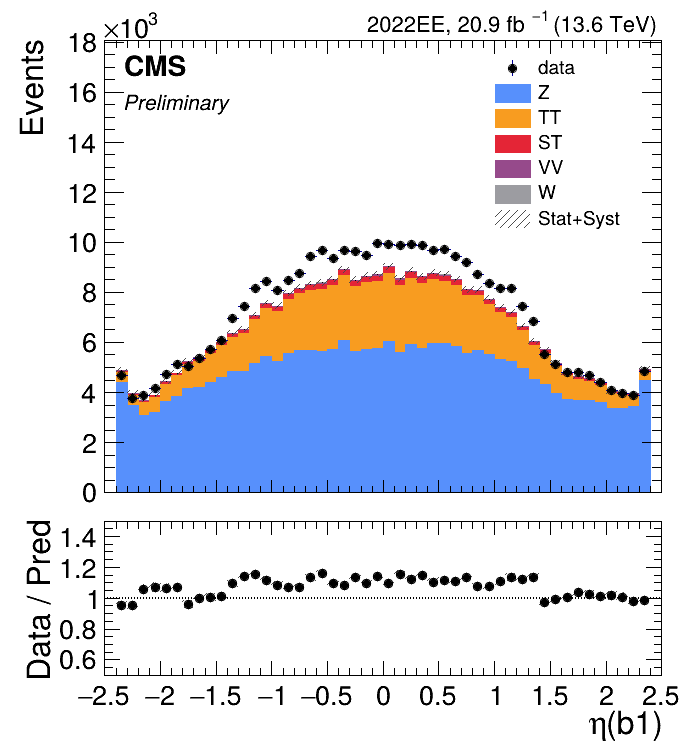 ×10³
2022EE, 20.9 fb ⁻¹ (13.6 TeV)
Events
18
16
14
12
10
8
6
4
2
0
CMS
Preliminary
data
Z
TT
ST
VV
W
Stat+Syst
Data / Pred
1.4
1.2
1
0.8
0.6
−2.5 −2 −1.5 −1 −0.5 0 0.5 1 1.5 2 2.5
η(b1)